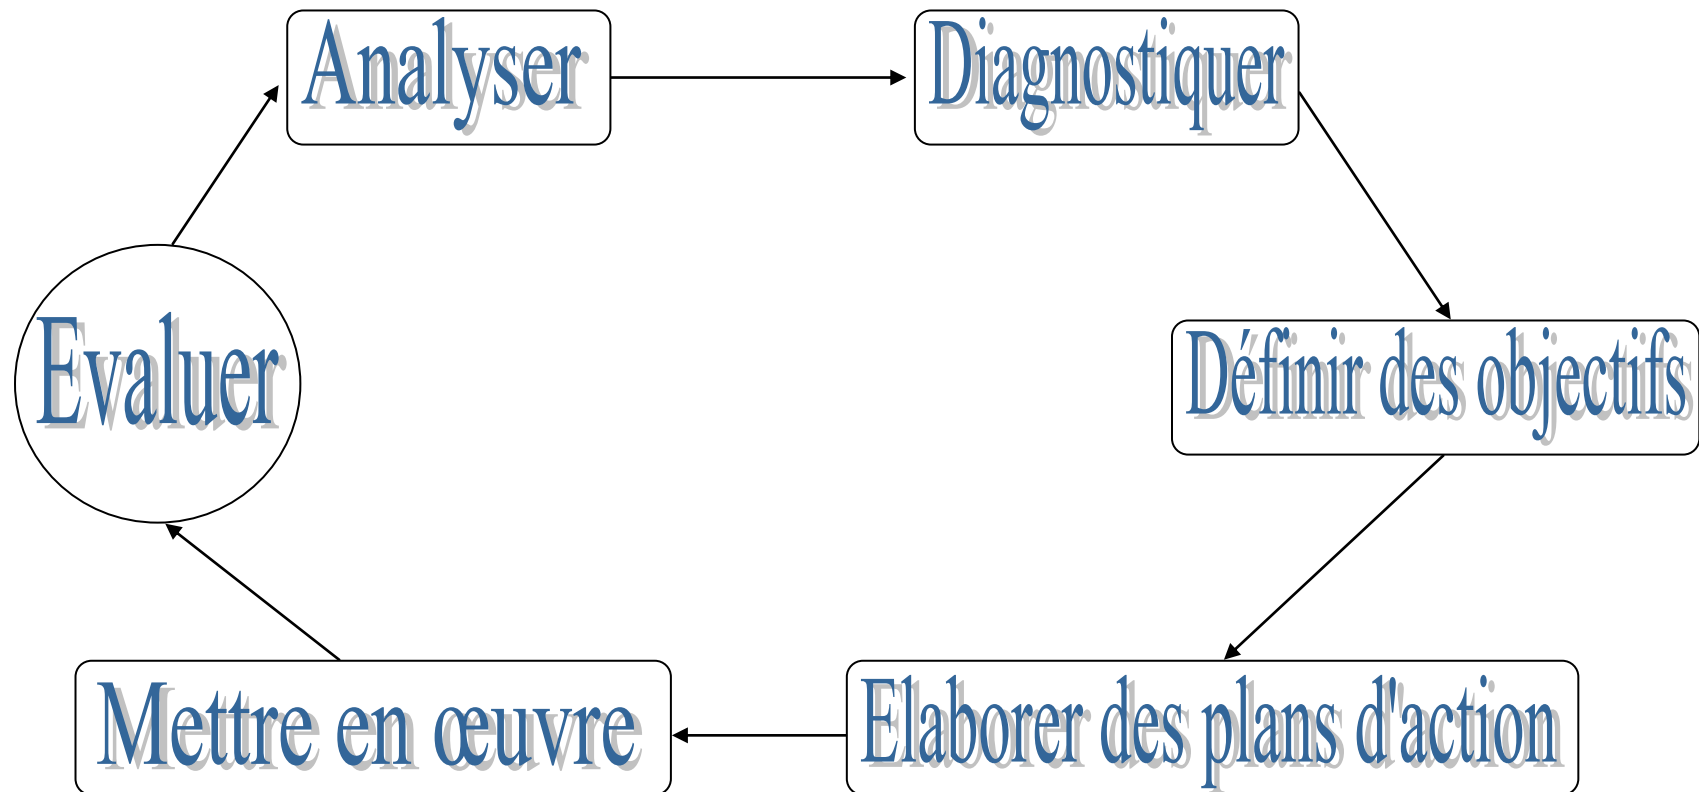 Analyser
Diagnostiquer
Evaluer
Définir des objectifs
Mettre en œuvre
Elaborer des plans d'action